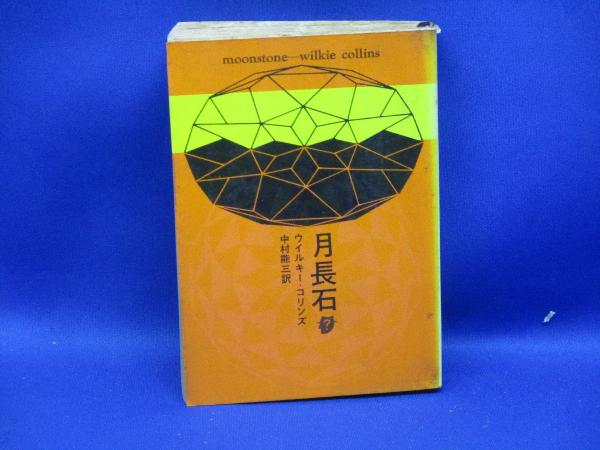 moonstone—wilkie collins
月長石
ウイルキー・コリンズ
中村能三訳
?